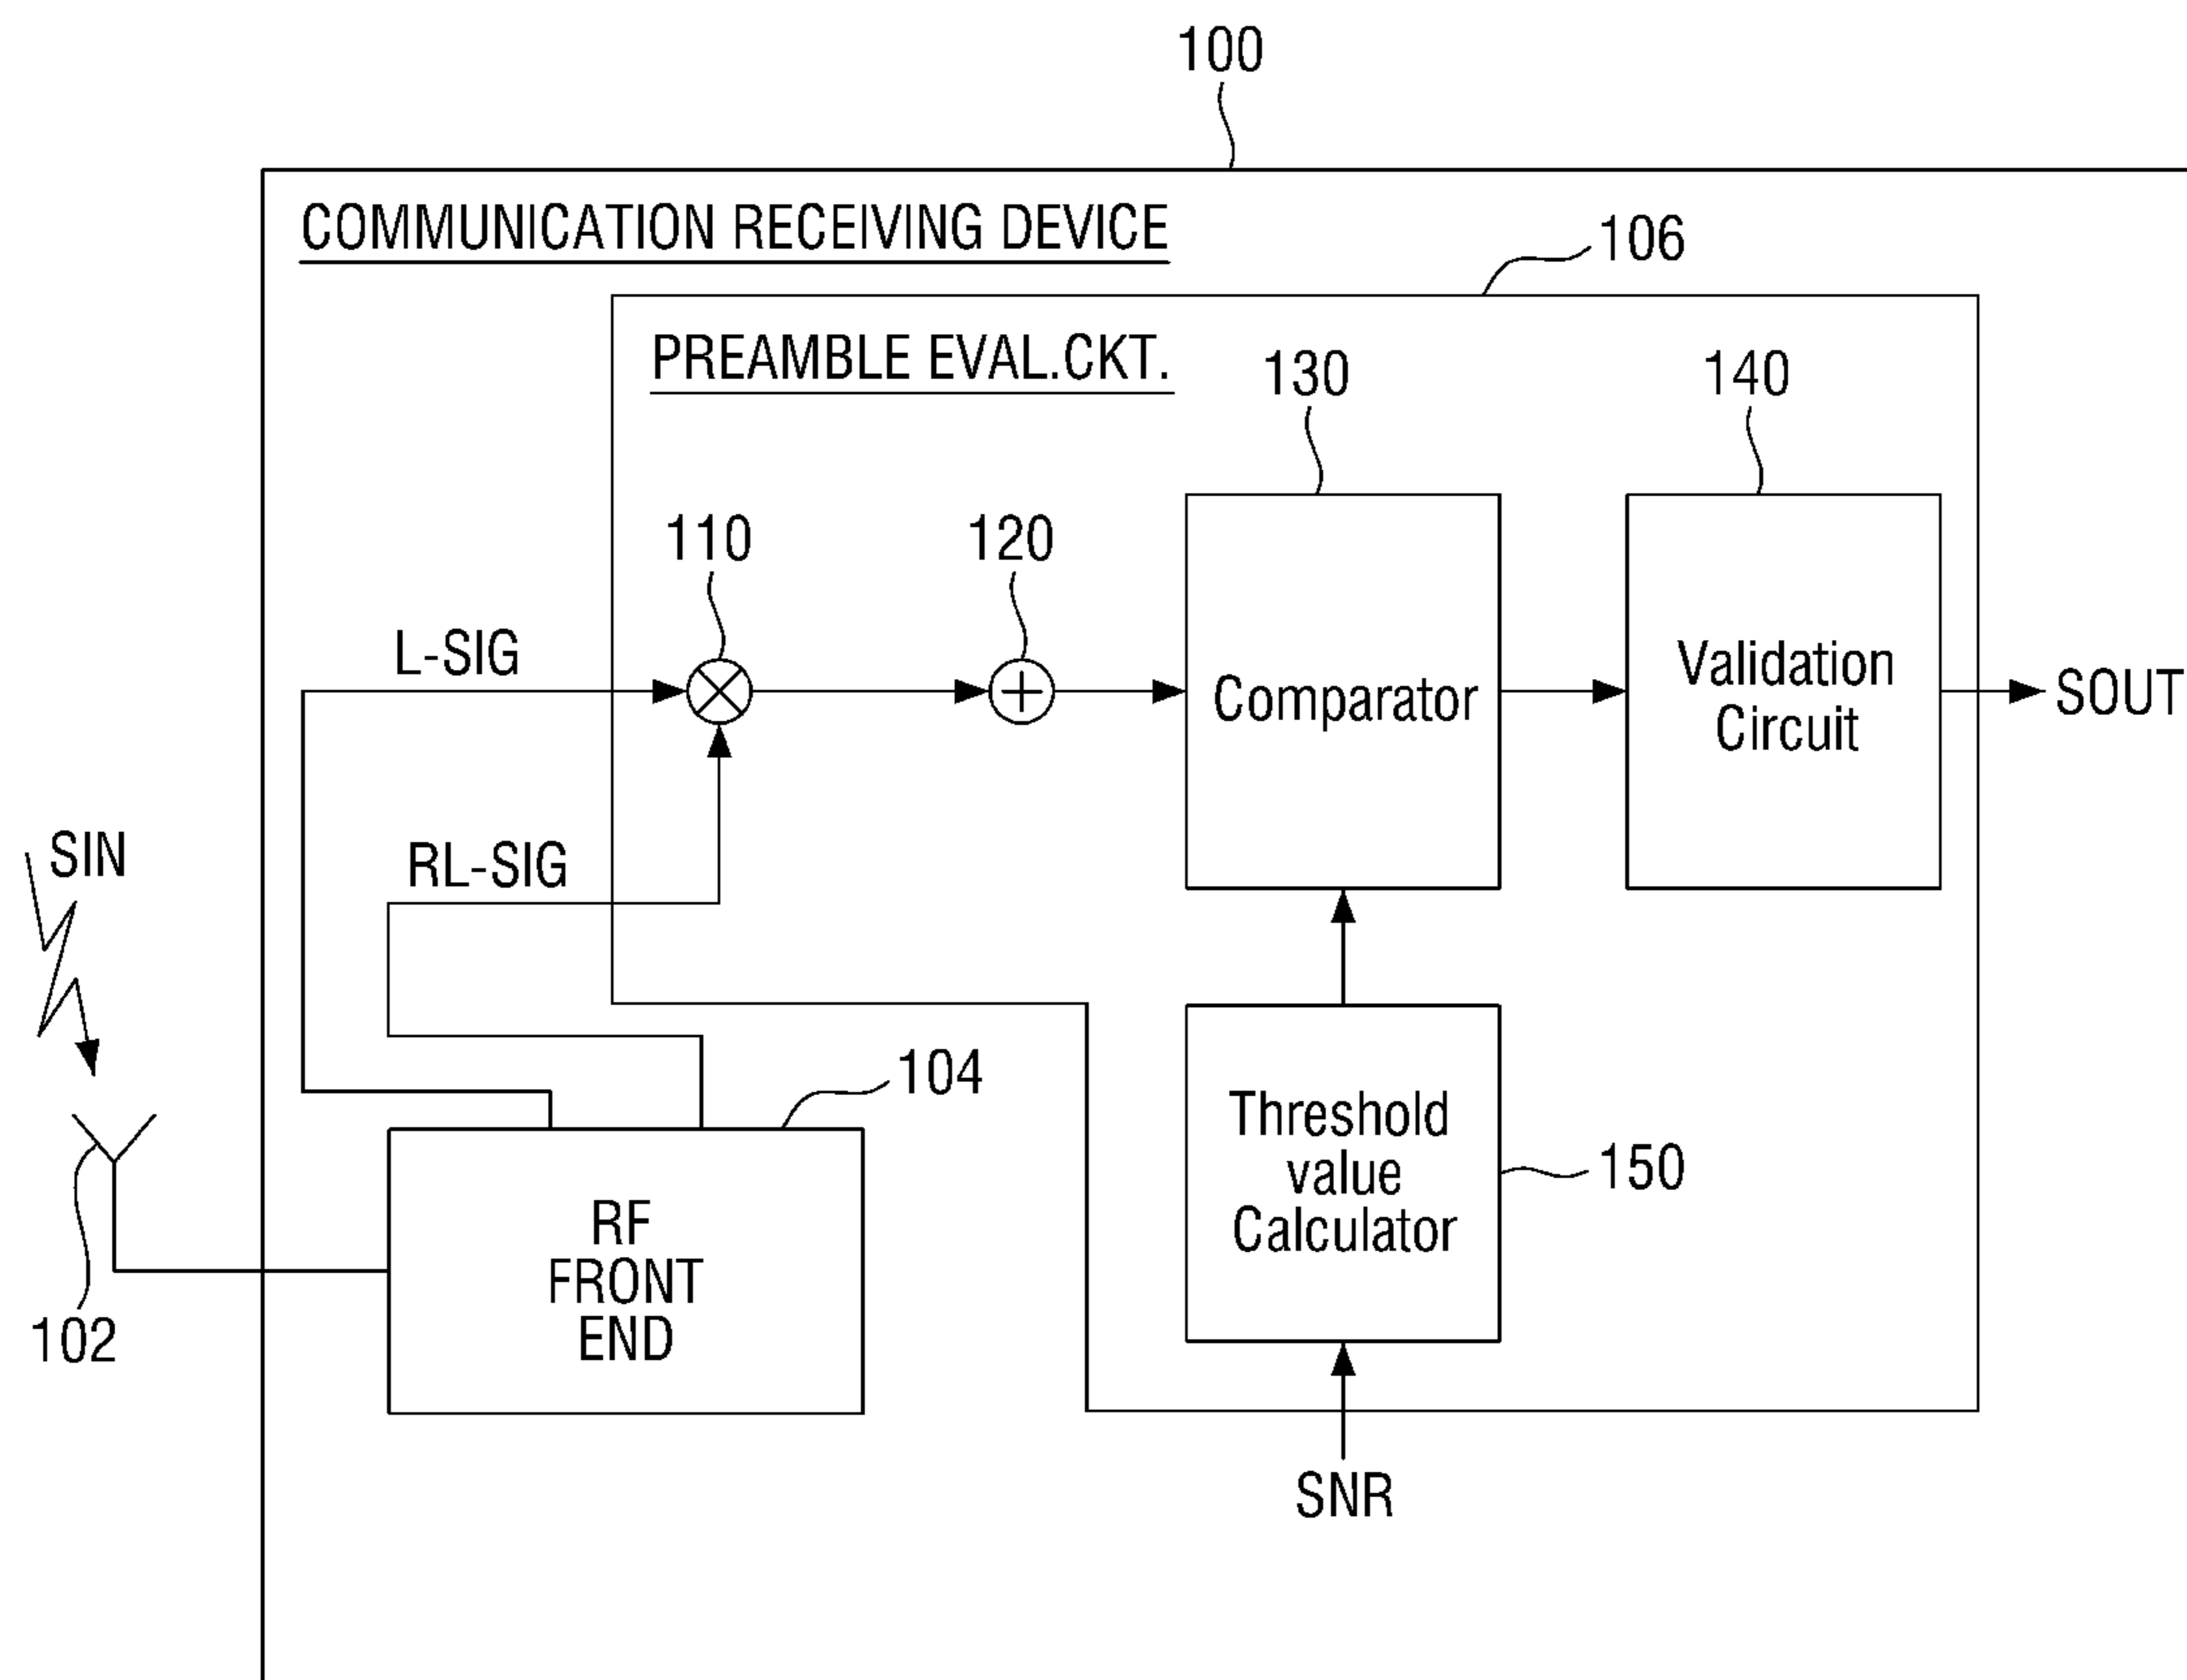 100
COMMUNICATION RECEIVING DEVICE
106
PREAMBLE EVAL.CKT.
130
140
110
120
L-SIG
Comparator
Validation
Circuit
SOUT
SIN
RL-SIG
104
Threshold
value
Calculator
150
RF
FRONT
END
102
SNR